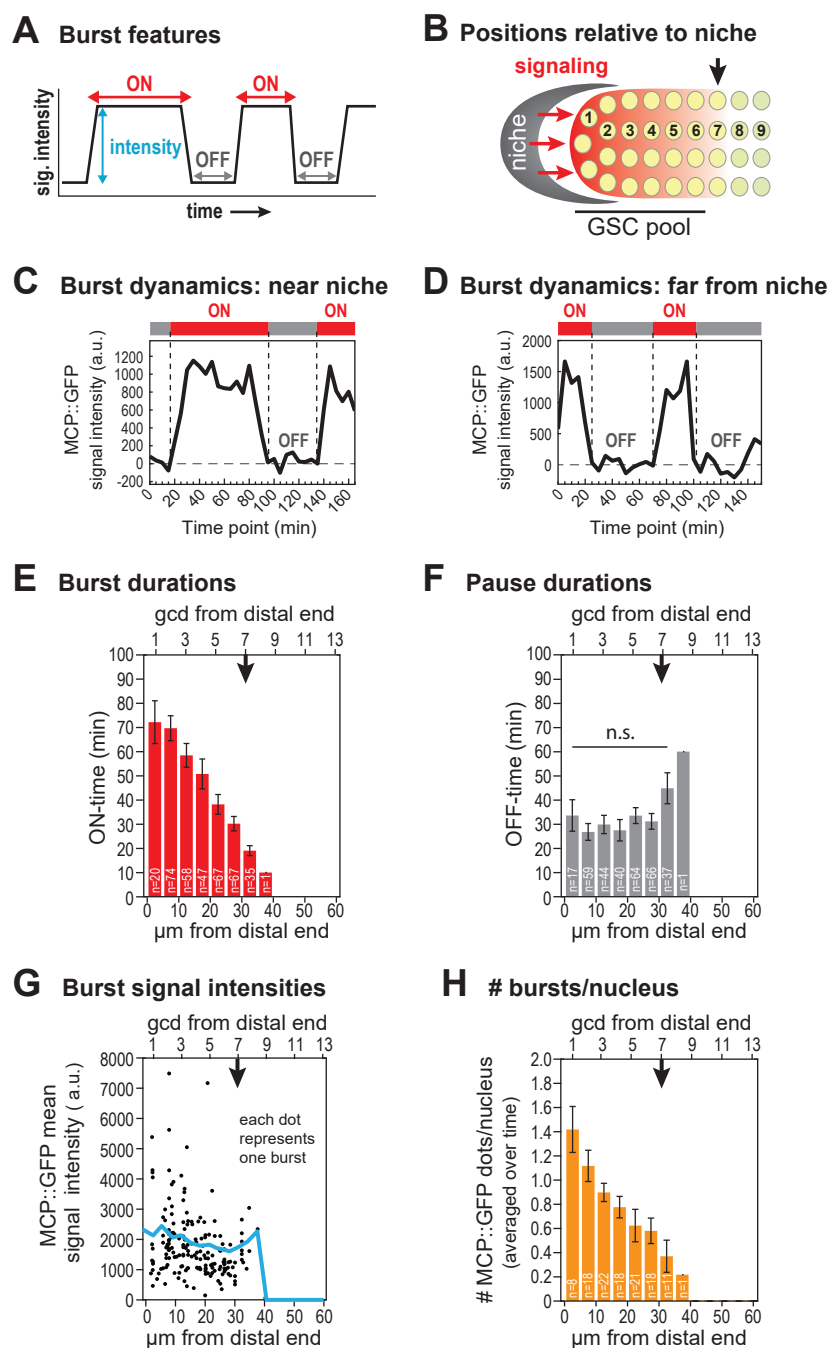 A Burst features
ON ON
intensity
OFF OFF
sig. intensity
time
B Positions relative to niche
signaling
niche
1 2 3 4 5 6 7 8 9
GSC pool
C Burst dyanamics: near niche
ON ON
MCP::GFP
signal intensity (a.u.)
1200
1000
800
600
400
200
0
-200
OFF
0 20 40 60 80 100 120 140 160
Time point (min)
D Burst dyanamics: far from niche
ON ON
MCP::GFP
signal intensity (a.u.)
2000
1500
1000
500
0
OFF OFF
0 20 40 60 80 100 120 140
Time point (min)
E Burst durations
gcd from distal end
1 3 5 7 9 11 13
ON-time (min)
100
90
80
70
60
50
40
30
20
10
0
n=20 n=74 n=58 n=47 n=67 n=67 n=35 n=1
0 10 20 30 40 50 60
µm from distal end
F Pause durations
gcd from distal end
1 3 5 7 9 11 13
OFF-time (min)
100
90
80
70
60
50
40
30
20
10
0
n.s.
n=17 n=59 n=44 n=40 n=64 n=66 n=37 n=1
0 10 20 30 40 50 60
µm from distal end
G Burst signal intensities
gcd from distal end
1 3 5 7 9 11 13
MCP::GFP mean
signal intensity ( a.u.)
8000
7000
6000
5000
4000
3000
2000
1000
0
each dot
represents
one burst
0 10 20 30 40 50 60
µm from distal end
H # bursts/nucleus
gcd from distal end
1 3 5 7 9 11 13
# MCP::GFP dots/nucleus
(averaged over time)
2.0
1.8
1.6
1.4
1.2
1.0
0.8
0.6
0.4
0.2
0
n=8 n=18 n=22 n=18 n=21 n=18 n=11 n=1
0 10 20 30 40 50 60
µm from distal end